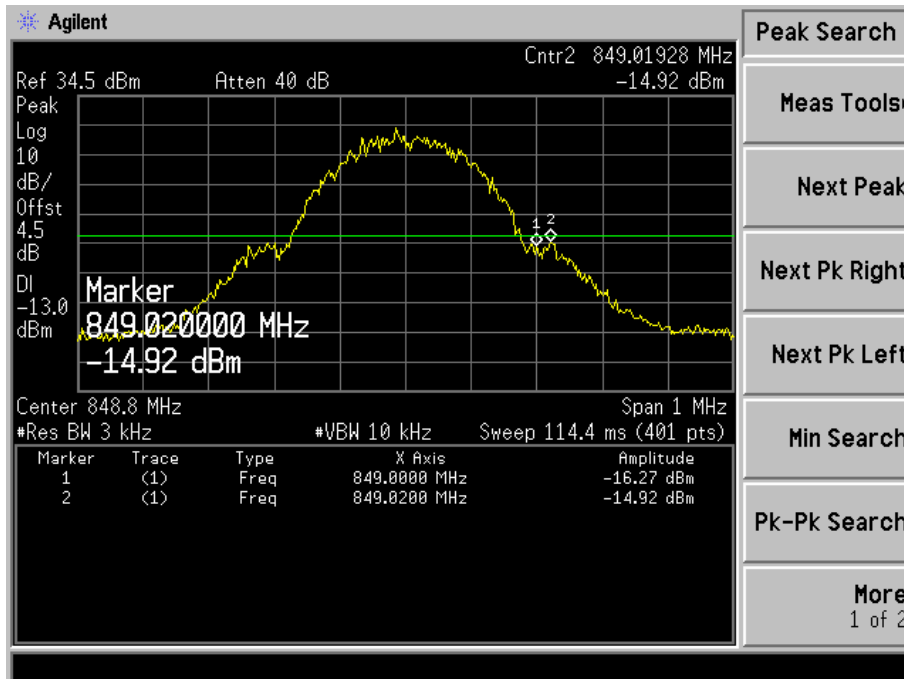 Agilent
Cntr2 849.01928 MHz
Ref 34.5 dBm Atten 40 dB -14.92 dBm
Peak
Log
10
dB/
Offst
4.5
dB
DI
-13.0
dBm
1 2
Marker
849.020000 MHz
-14.92 dBm
Center 848.8 MHz Span 1 MHz
#Res BW 3 kHz #VBW 10 kHz Sweep 114.4 ms (401 pts)
Marker Trace Type X Axis Amplitude
1 (1) Freq 849.0000 MHz -16.27 dBm
2 (1) Freq 849.0200 MHz -14.92 dBm
Peak Search
Meas Tools
Next Peak
Next Pk Right
Next Pk Left
Min Search
Pk-Pk Search
More
1 of 2